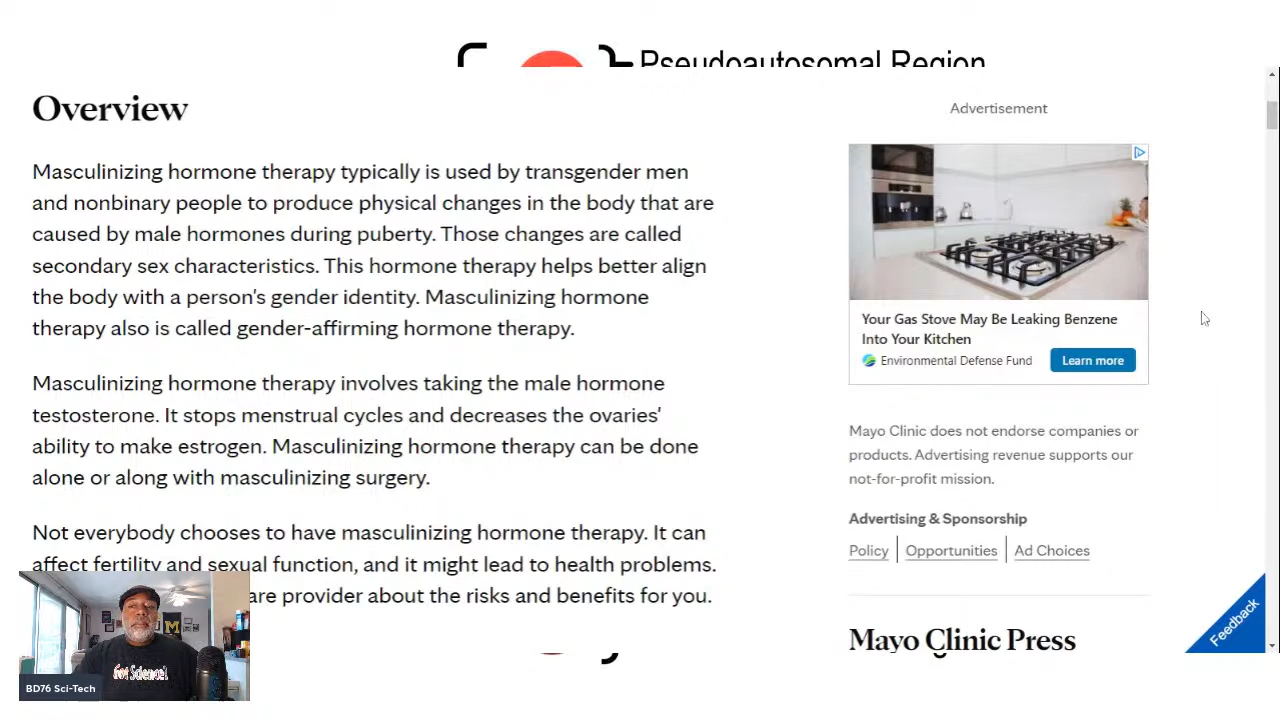 Pseudoautosomal Region
Overview
Masculinizing hormone therapy typically is used by transgender men
and nonbinary people to produce physical changes in the body that are
caused by male hormones during puberty. Those changes are called
secondary sex characteristics. This hormone therapy helps better align
the body with a person's gender identity. Masculinizing hormone
therapy also is called gender-affirming hormone therapy.
Masculinizing hormone therapy involves taking the male hormone
testosterone. It stops menstrual cycles and decreases the ovaries'
ability to make estrogen. Masculinizing hormone therapy can be done
alone or along with masculinizing surgery.
Not everybody chooses to have masculinizing hormone therapy. It can
affect fertility and sexual function, and it might lead to health problems.
are provider about the risks and benefits for you.
Advertisement
Your Gas Stove May Be Leaking Benzene
Into Your Kitchen
Environmental Defense Fund
Learn more
Mayo Clinic does not endorse companies or
products. Advertising revenue supports our
not-for-profit mission.
Advertising & Sponsorship
Policy
Opportunities
Ad Choices
Mayo Clinic Press
Feedback
M
Got Science?
BD76 Sci-Tech